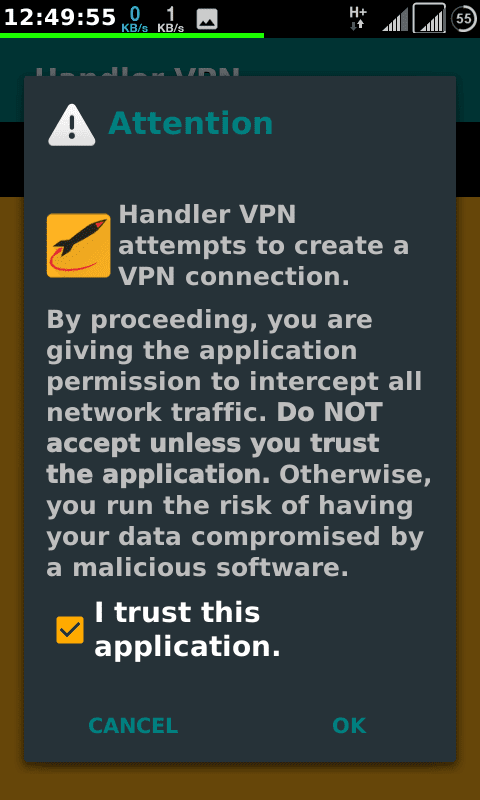 12:49:55 0 KB/s 1 KB/s H+ 55
Handler VPN
Attention
Handler VPN
attempts to create a
VPN connection.
By proceeding, you are
giving the application
permission to intercept all
network traffic. Do NOT
accept unless you trust
the application. Otherwise,
you run the risk of having
your data compromised by
a malicious software.
I trust this
application.
CANCEL OK